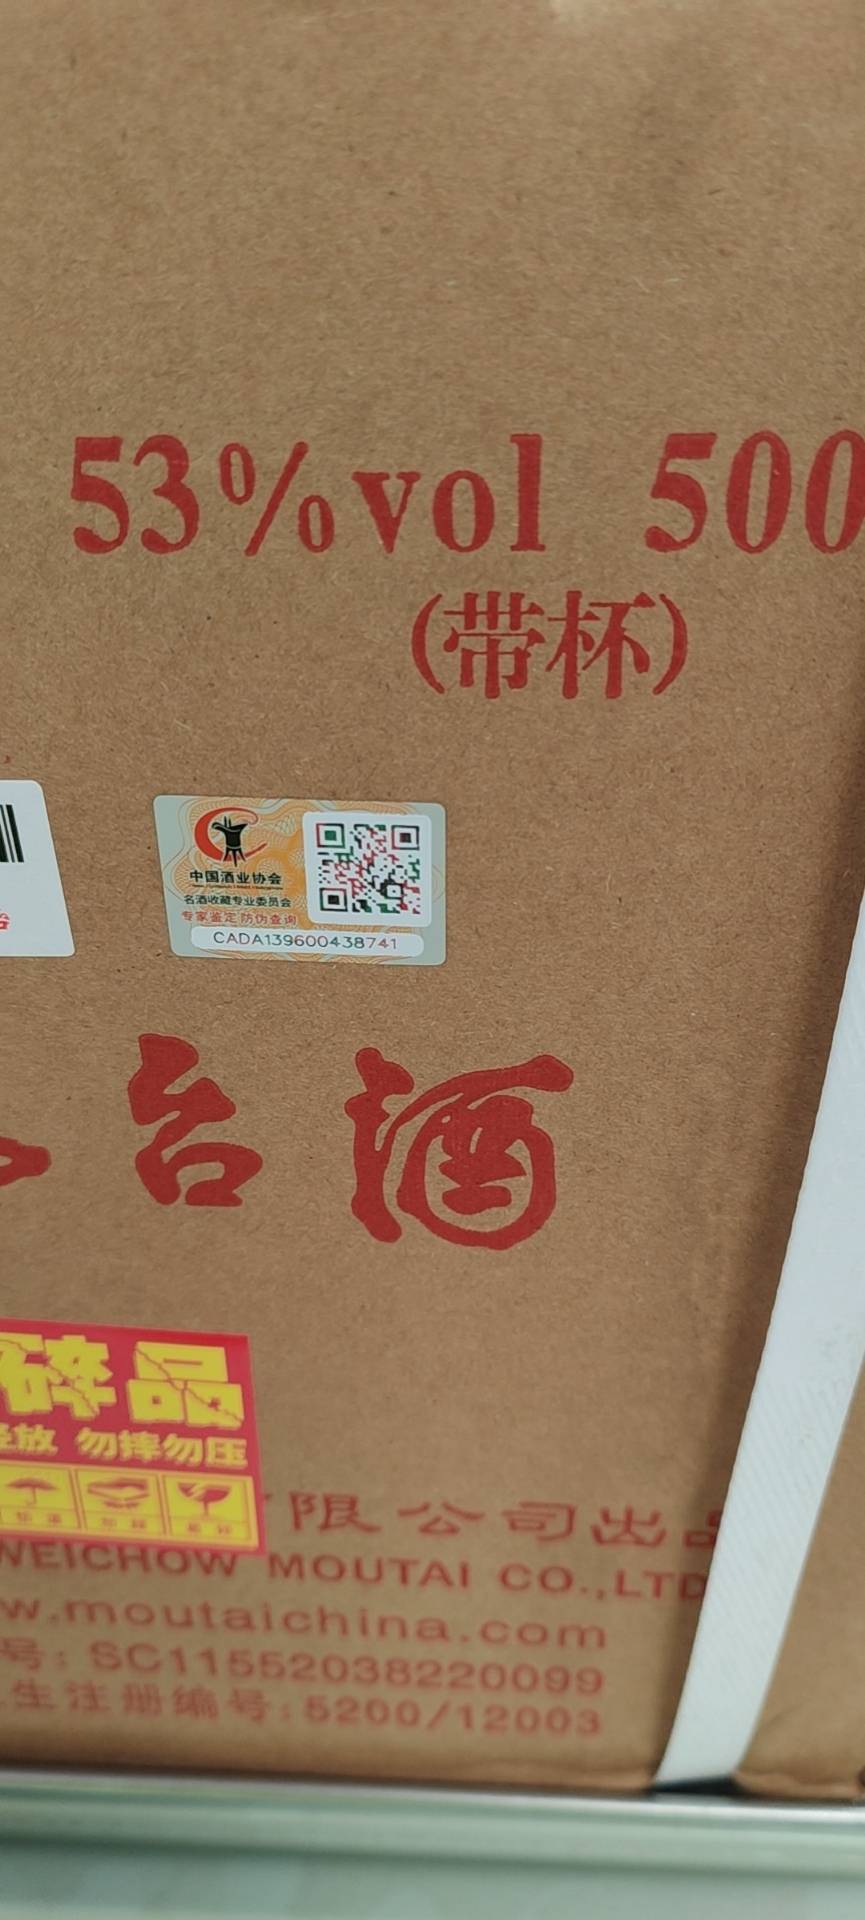 53%vol 500
(带杯)
中国酒业协会
名酒收藏专业委员会
专家鉴定 防伪查询
CADA139600438741
台酒
碎品
轻放 勿摔勿压
有限公司出品
WEICHOW MOUTAI CO.,LTD
w.moutaichina.com
号: SC11552038220099
生注册编号:5200/12003